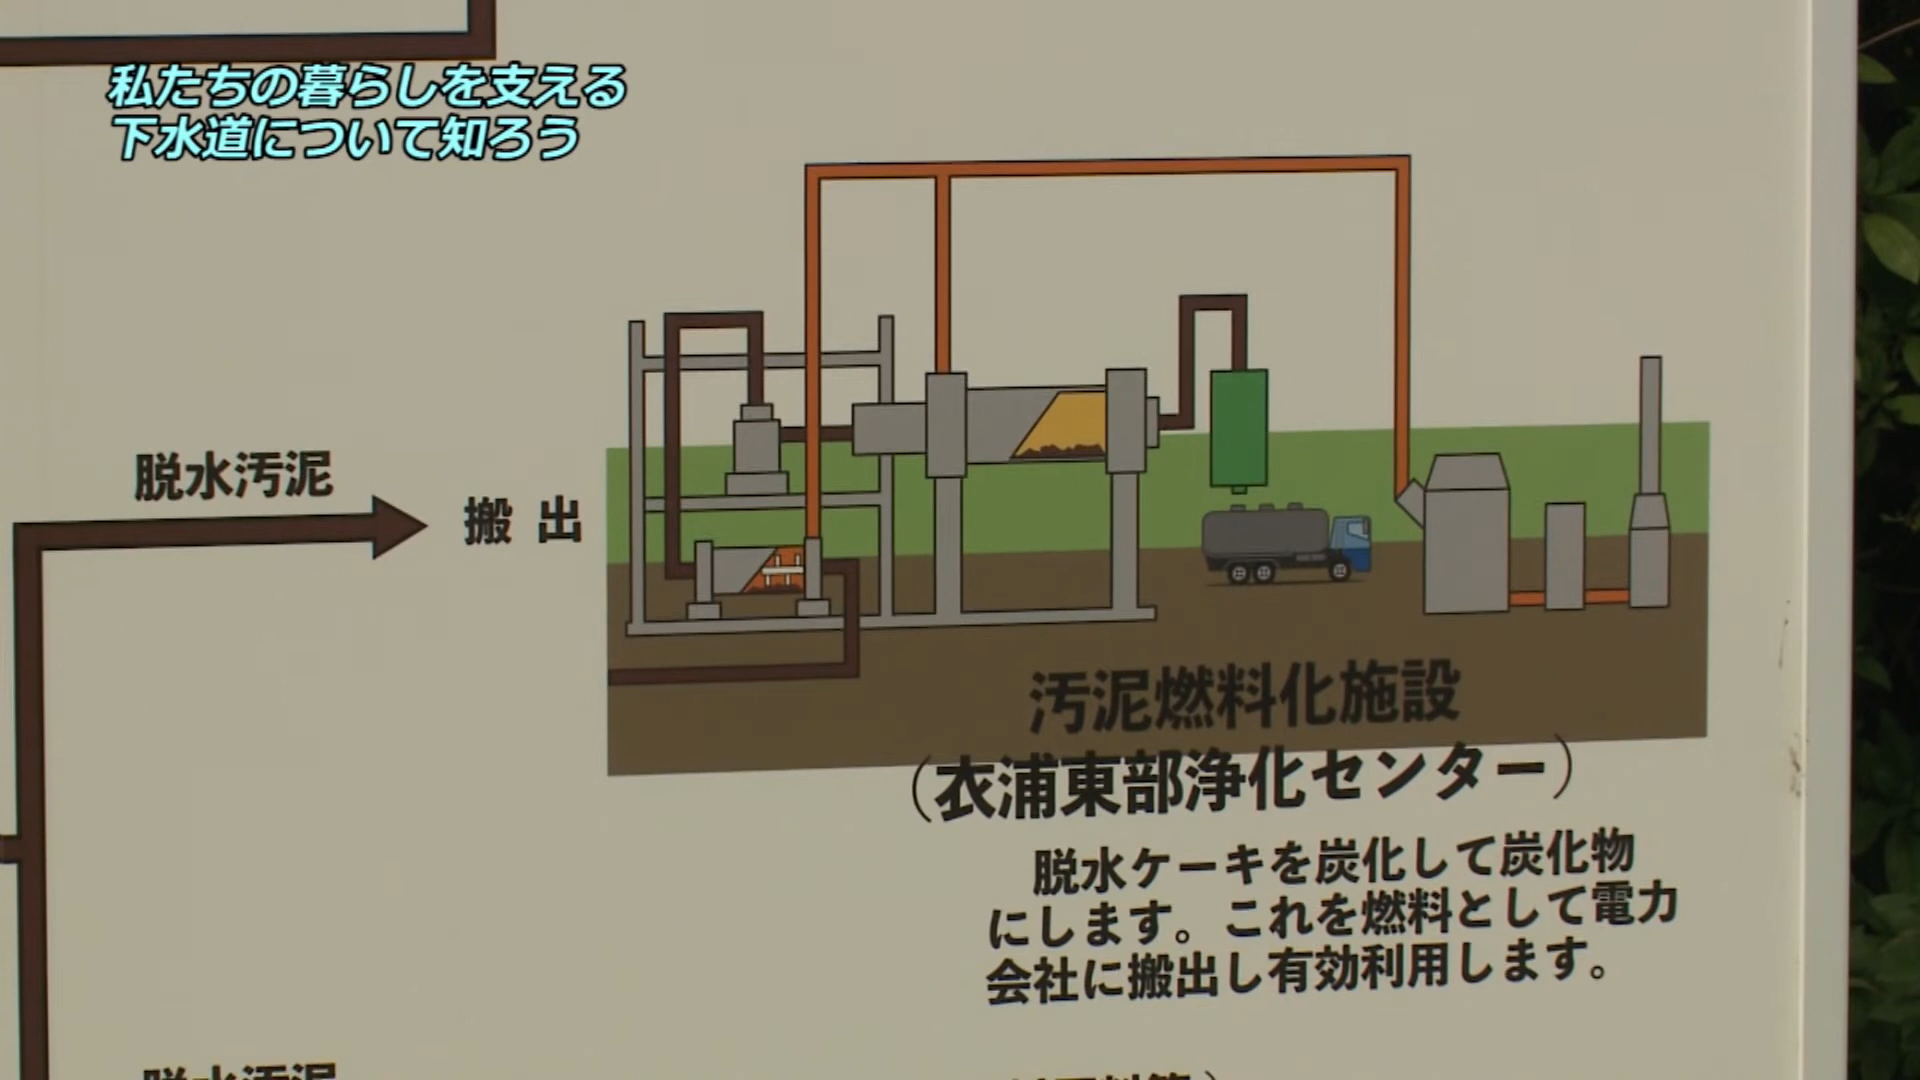 私たちの暮らしを支える
下水道について知ろう
脱水汚泥
搬出
汚泥燃料化施設
（衣浦東部浄化センター）
脱水ケーキを炭化して炭化物
にします。これを燃料として電力
会社に搬出し有効利用します。
脱水汚泥